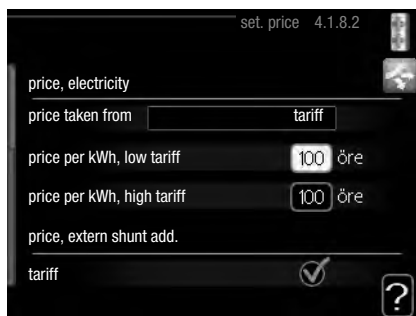 set. price 4.1.8.2
price, electricity
price taken from tariff
price per kWh, low tariff 100 öre
price per kWh, high tariff 100 öre
price, extern shunt add.
tariff
?